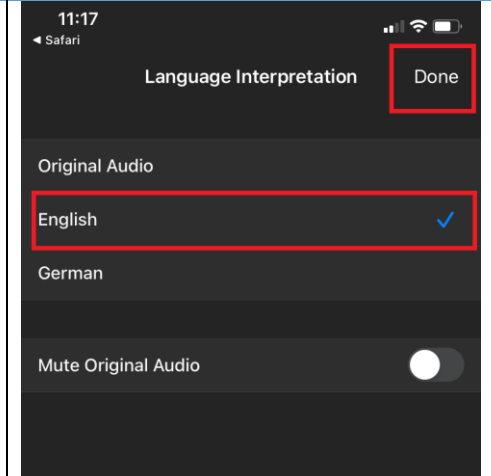 11:17
◄ Safari
Language Interpretation Done
Original Audio
English
German
Mute Original Audio